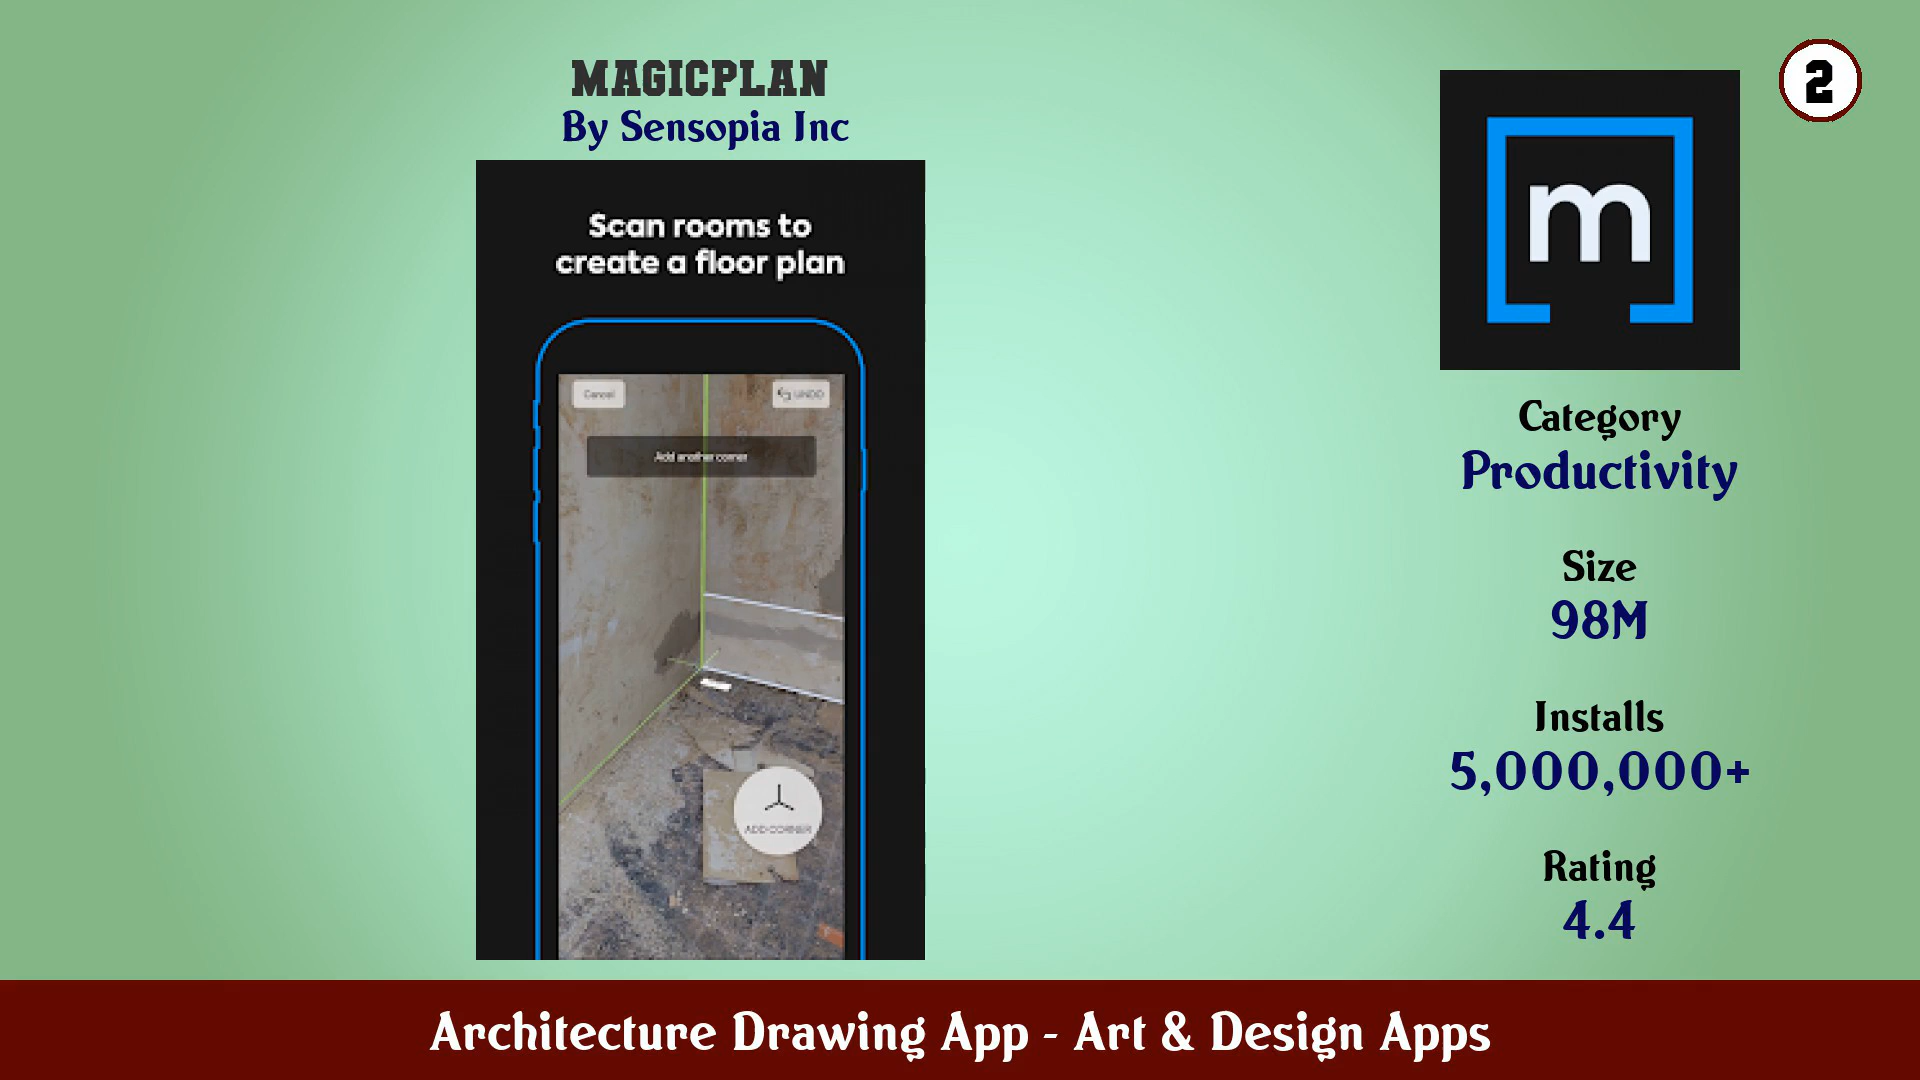 MAGICPLAN
By Sensopia Inc
2
Scan rooms to
create a floor plan
Cancel
UNDO
Add another corner
ADD CORNER
m
Category
Productivity
Size
98M
Installs
5,000,000+
Rating
4.4
Architecture Drawing App - Art & Design Apps